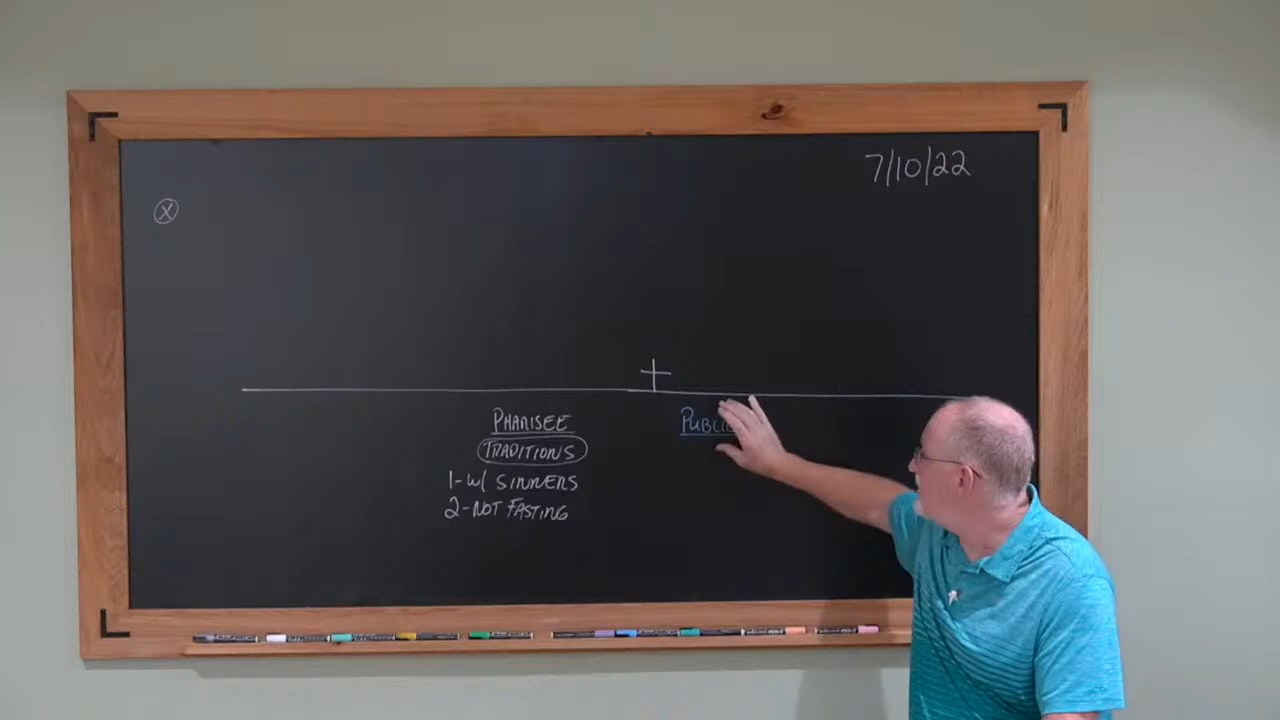 7/10/22
X
PHARISEE
TRADITIONS
1-W/ SINNERS
2-NOT FASTING